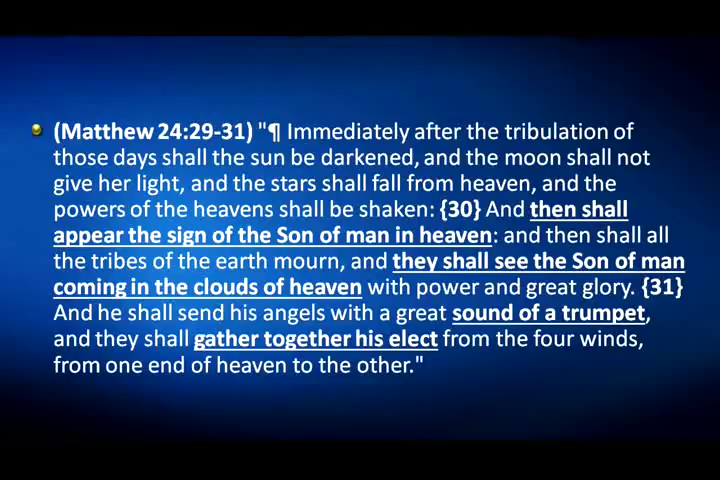 (Matthew 24:29-31) "¶ Immediately after the tribulation of
those days shall the sun be darkened, and the moon shall not
give her light, and the stars shall fall from heaven, and the
powers of the heavens shall be shaken: {30} And then shall
appear the sign of the Son of man in heaven: and then shall all
the tribes of the earth mourn, and they shall see the Son of man
coming in the clouds of heaven with power and great glory. {31}
And he shall send his angels with a great sound of a trumpet,
and they shall gather together his elect from the four winds,
from one end of heaven to the other."